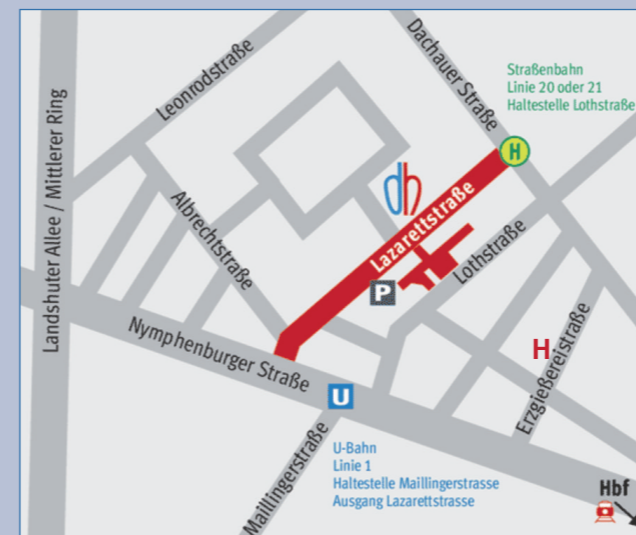 Landshuter Allee / Mittlerer Ring
Leonrodstraße
Dachauer Straße
Straßenbahn
Linie 20 oder 21
Haltestelle Lothstraße
H
Albrechtstraße
dh
Lazarettstraße
Lothstraße
P
Nymphenburger Straße
H
Erzgießereistraße
U
Maillingerstraße
U-Bahn
Linie 1
Haltestelle Maillingerstrasse
Ausgang Lazarettstrasse
Hbf